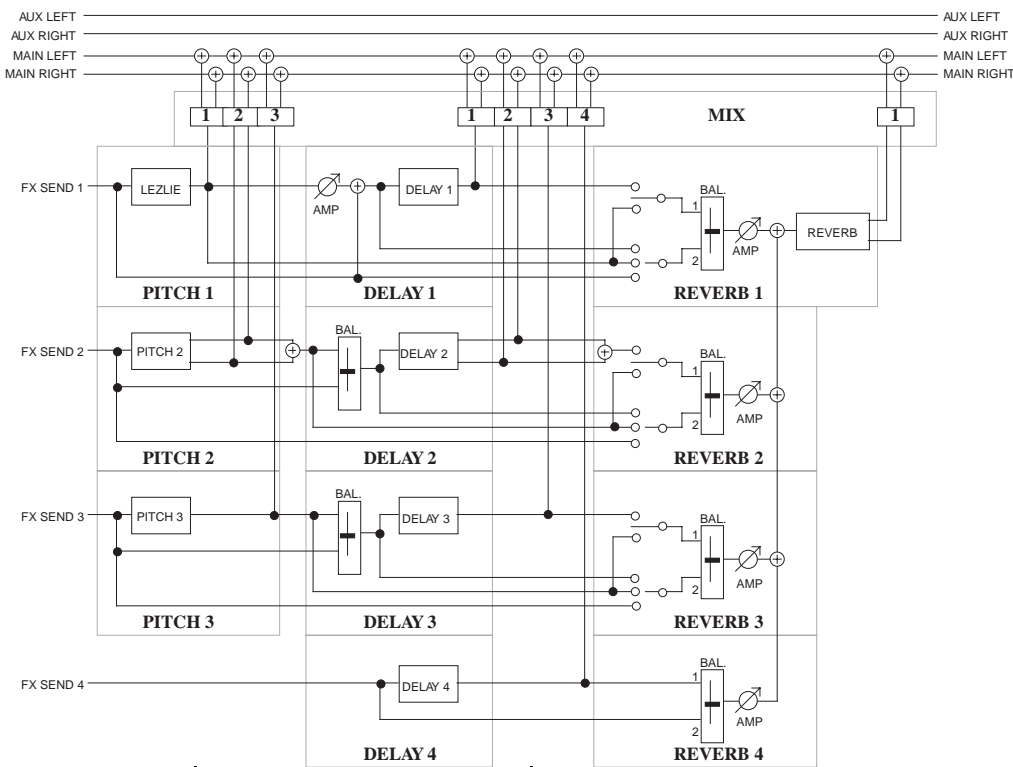 AUX LEFT AUX LEFT
AUX RIGHT AUX RIGHT
MAIN LEFT MAIN LEFT
MAIN RIGHT MAIN RIGHT
1 2 3 1 2 3 4 MIX 1
FX SEND 1 LEZLIE AMP DELAY 1 BAL. 1 2 AMP REVERB
PITCH 1 DELAY 1 REVERB 1
FX SEND 2 PITCH 2 BAL. DELAY 2 BAL. 1 2 AMP
PITCH 2 DELAY 2 REVERB 2
FX SEND 3 PITCH 3 BAL. DELAY 3 BAL. 1 2 AMP
PITCH 3 DELAY 3 REVERB 3
FX SEND 4 DELAY 4 BAL. 1 2 AMP
DELAY 4 REVERB 4